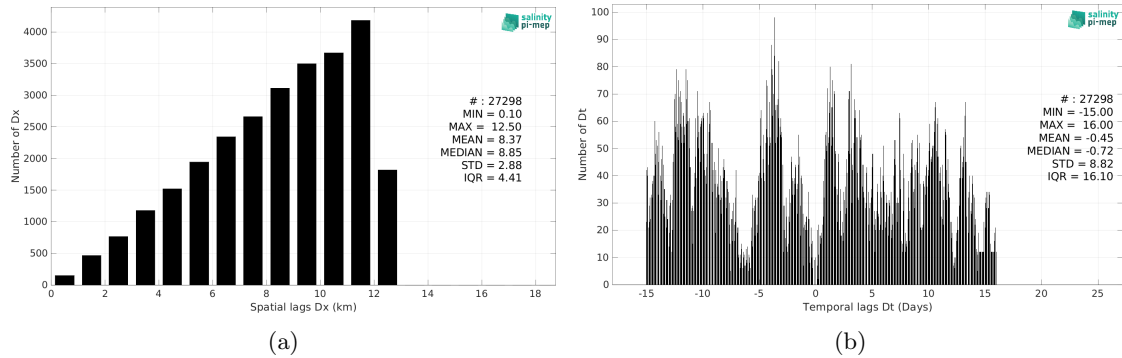 salinity
pi-mep
Number of Dx
4000
3500
3000
2500
2000
1500
1000
500
0
# : 27298
MIN = 0.10
MAX = 12.50
MEAN = 8.37
MEDIAN = 8.85
STD = 2.88
IQR = 4.41
0 2 4 6 8 10 12 14 16 18
Spatial lags Dx (km)
(a)
salinity
pi-mep
Number of Dt
100
90
80
70
60
50
40
30
20
10
0
# : 27298
MIN = -15.00
MAX = 16.00
MEAN = -0.45
MEDIAN = -0.72
STD = 8.82
IQR = 16.10
-15 -10 -5 0 5 10 15 20 25
Temporal lags Dt (Days)
(b)